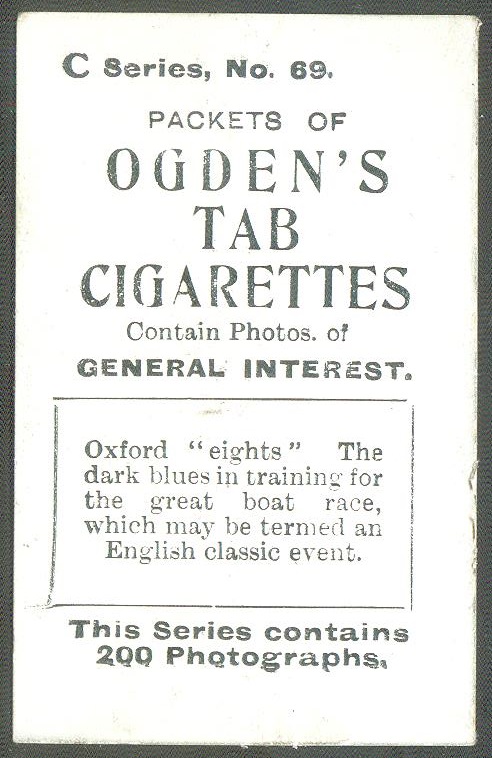 C Series, No. 69.
PACKETS OF
OGDEN'S
TAB
CIGARETTES
Contain Photos. of
GENERAL INTEREST.
Oxford "eights" The
dark blues in training for
the great boat race,
which may be termed an
English classic event.
This Series contains
200 Photographs.